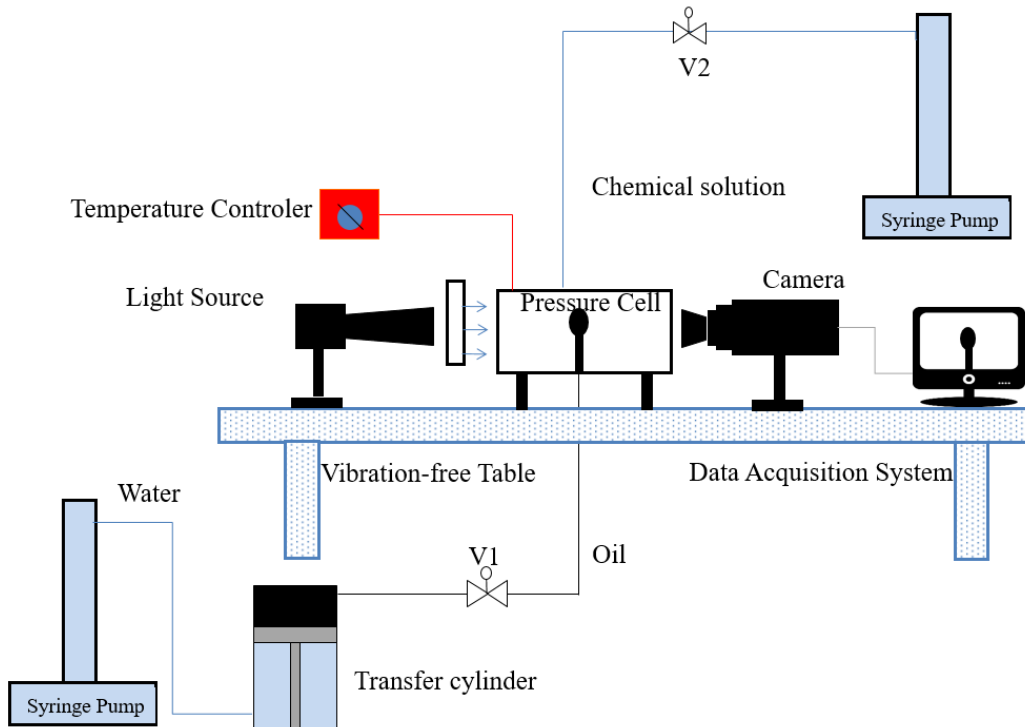 V2
Chemical solution
Temperature Controler
Syringe Pump
Camera
Light Source
Pressure Cell
Vibration-free Table
Data Acquisition System
Water
V1
Oil
Transfer cylinder
Syringe Pump